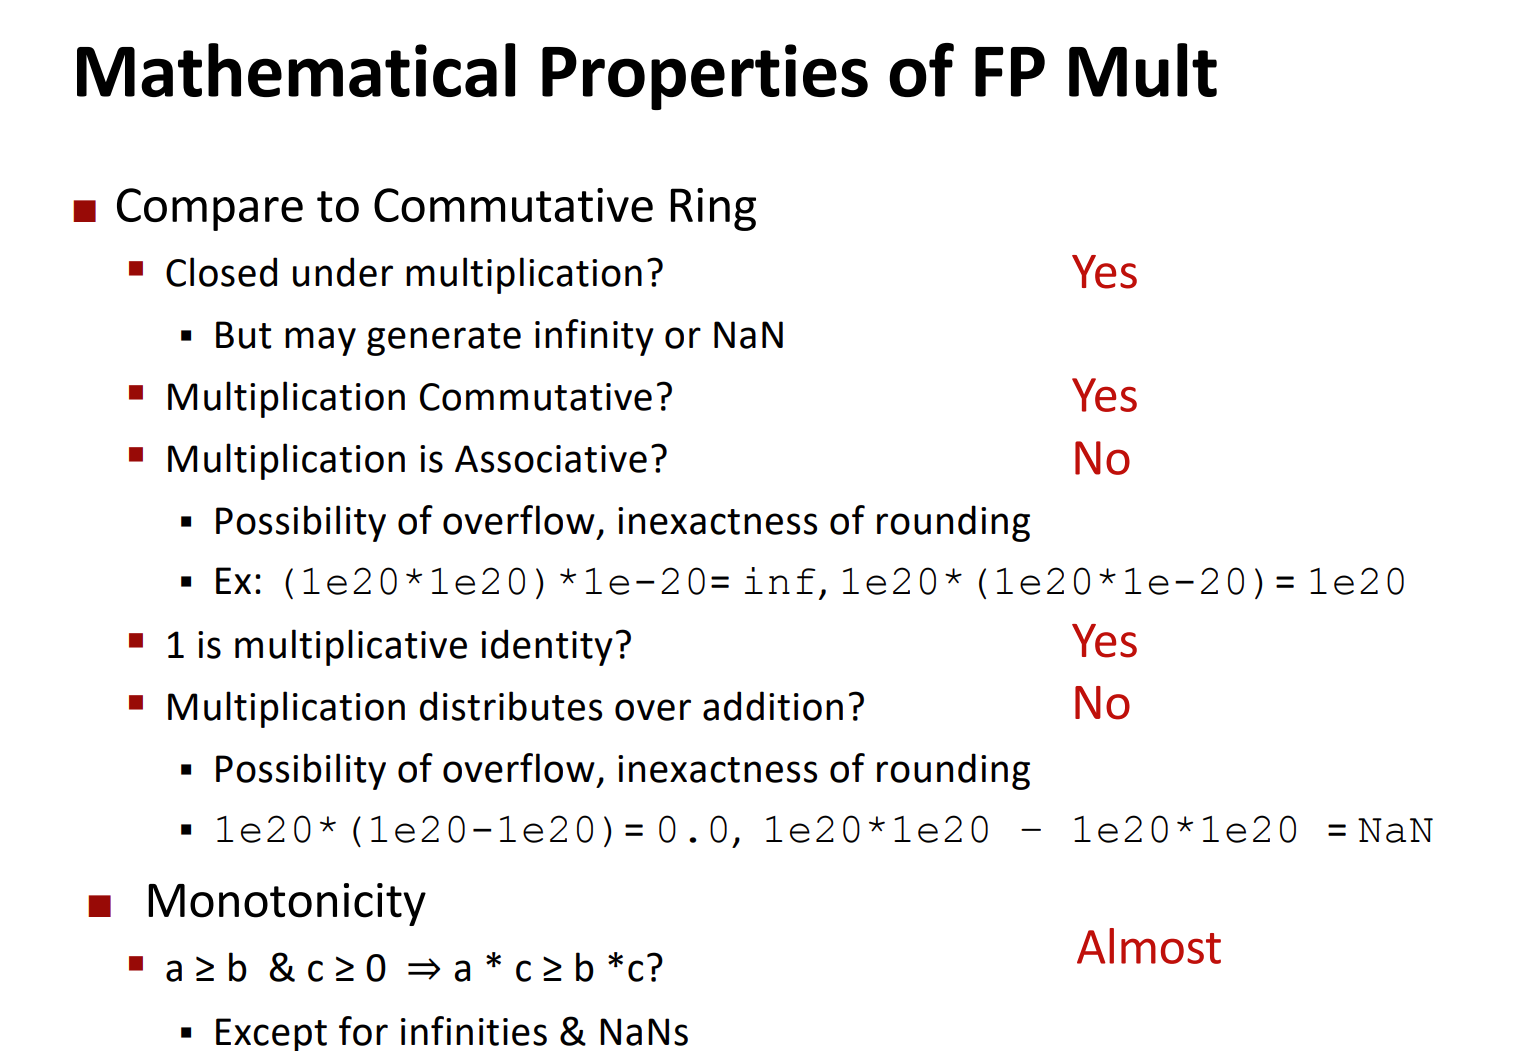 Mathematical Properties of FP Mult
Compare to Commutative Ring
Closed under multiplication? Yes
But may generate infinity or NaN
Multiplication Commutative? Yes
Multiplication is Associative? No
Possibility of overflow, inexactness of rounding
Ex: (1e20*1e20)*1e-20= inf, 1e20*(1e20*1e-20)= 1e20
1 is multiplicative identity? Yes
Multiplication distributes over addition? No
Possibility of overflow, inexactness of rounding
1e20*(1e20-1e20)= 0.0, 1e20*1e20 – 1e20*1e20 = NaN
Monotonicity
a ≥ b & c ≥ 0 ⇒ a * c ≥ b *c? Almost
Except for infinities & NaNs